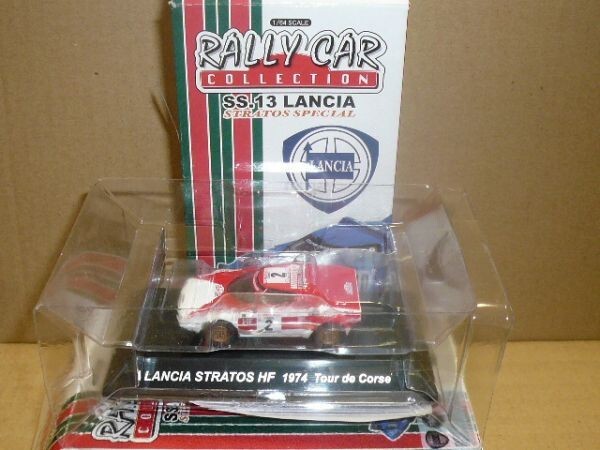 1/64 SCALE
RALLY CAR
COLLECTION
SS.13 LANCIA
STRATOS SPECIAL
LANCIA
2
2
LANCIA STRATOS HF 1974 Tour de Corse